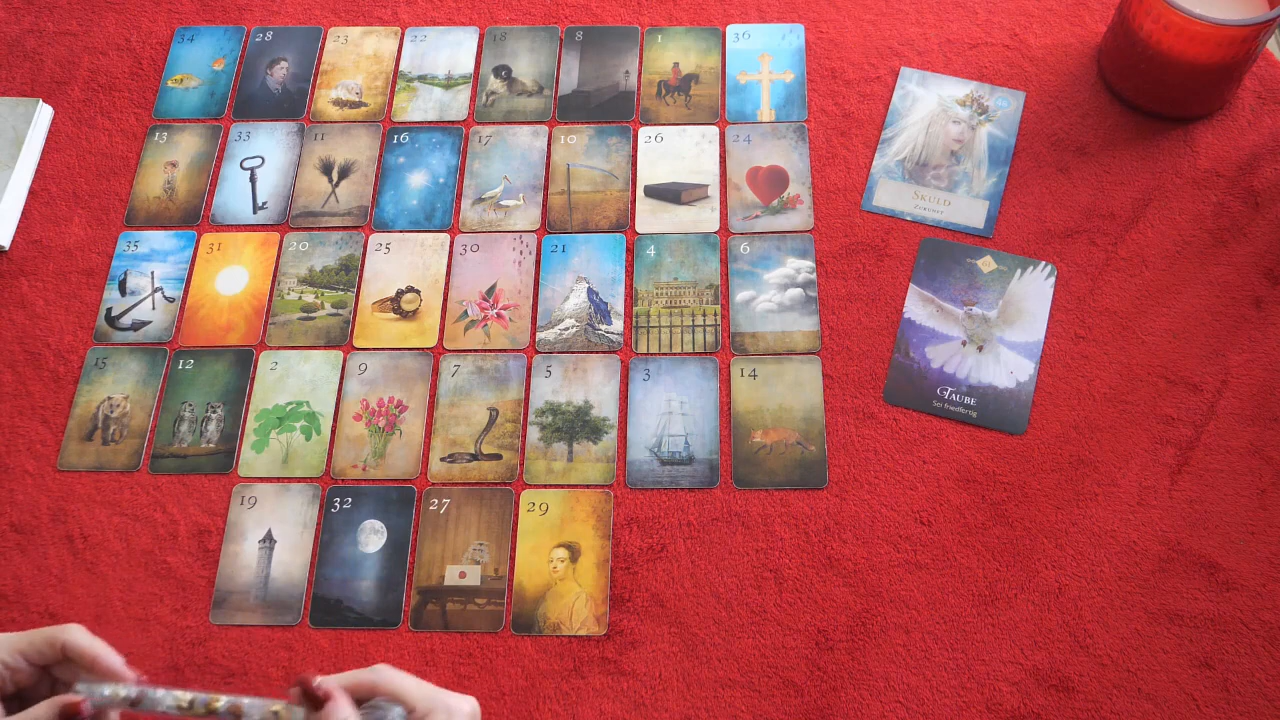 34 28 23 22 18 8 1 36
13 33 11 16 17 10 26 24
35 31 20 25 30 21 4 6
15 12 2 9 7 5 3 14
19 32 27 29
SKULD
ZUKUNFT
TAUBE
Sei friedfertig